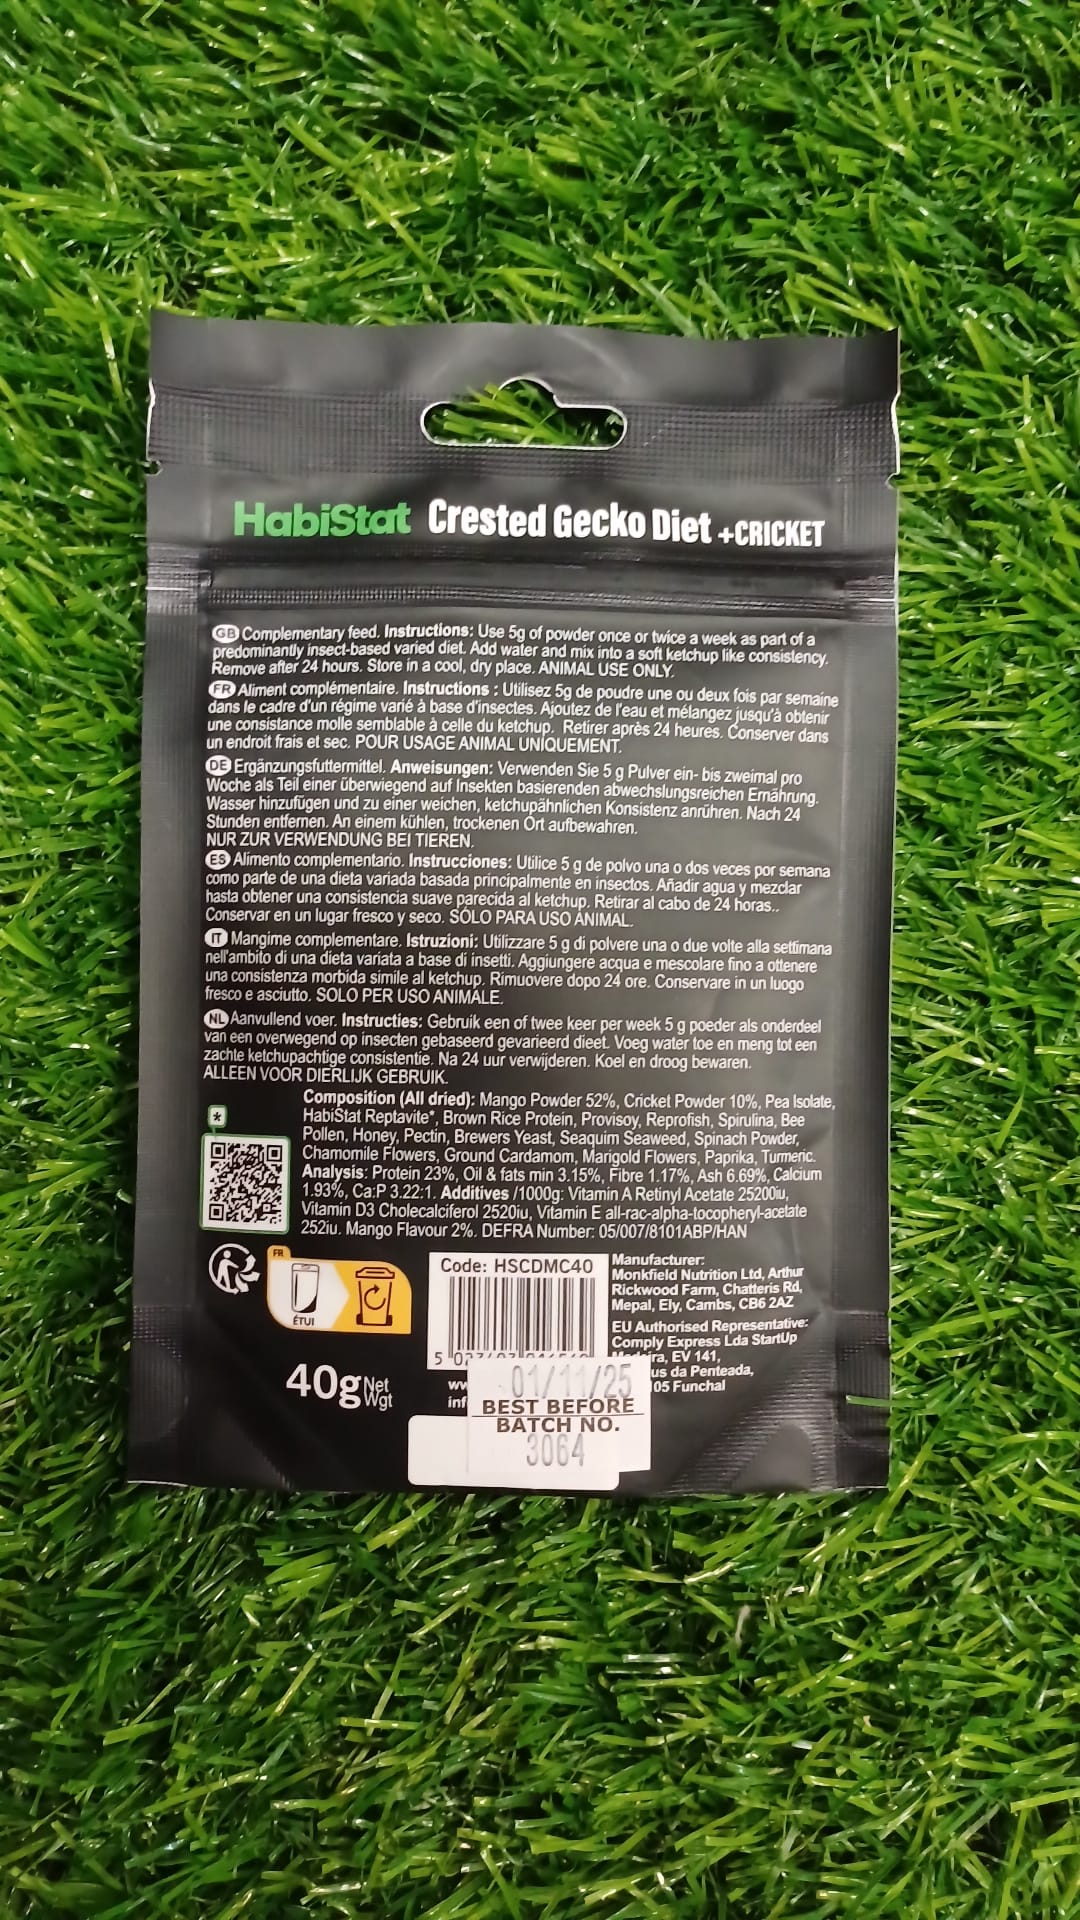 HabiStat Crested Gecko Diet +CRICKET
GB Complementary feed. Instructions: Use 5g of powder once or twice a week as part of a
predominantly insect-based varied diet. Add water and mix into a soft ketchup like consistency.
Remove after 24 hours. Store in a cool, dry place. ANIMAL USE ONLY.
FR Aliment complémentaire. Instructions : Utilisez 5g de poudre une ou deux fois par semaine
dans le cadre d'un régime varié à base d'insectes. Ajoutez de l'eau et mélangez jusqu'à obtenir
une consistance molle semblable à celle du ketchup. Retirer après 24 heures. Conserver dans
un endroit frais et sec. POUR USAGE ANIMAL UNIQUEMENT.
DE Ergänzungsfuttermittel. Anweisungen: Verwenden Sie 5 g Pulver ein- bis zweimal pro
Woche als Teil einer überwiegend auf Insekten basierenden abwechslungsreichen Ernährung.
Wasser hinzufügen und zu einer weichen, ketchupähnlichen Konsistenz anrühren. Nach 24
Stunden entfernen. An einem kühlen, trockenen Ort aufbewahren.
NUR ZUR VERWENDUNG BEI TIEREN.
ES Alimento complementario. Instrucciones: Utilice 5 g de polvo una o dos veces por semana
como parte de una dieta variada basada principalmente en insectos. Añadir agua y mezclar
hasta obtener una consistencia suave parecida al ketchup. Retirar al cabo de 24 horas..
Conservar en un lugar fresco y seco. SÓLO PARA USO ANIMAL.
IT Mangime complementare. Istruzioni: Utilizzare 5 g di polvere una o due volte alla settimana
nell'ambito di una dieta variata a base di insetti. Aggiungere acqua e mescolare fino a ottenere
una consistenza morbida simile al ketchup. Rimuovere dopo 24 ore. Conservare in un luogo
fresco e asciutto. SOLO PER USO ANIMALE.
NL Aanvullend voer. Instructies: Gebruik een of twee keer per week 5 g poeder als onderdeel
van een overwegend op insecten gebaseerd gevarieerd dieet. Voeg water toe en meng tot een
zachte ketchupachtige consistentie. Na 24 uur verwijderen. Koel en droog bewaren.
ALLEEN VOOR DIERLIJK GEBRUIK.
Composition (All dried): Mango Powder 52%, Cricket Powder 10%, Pea Isolate,
HabiStat Reptavite*, Brown Rice Protein, Provisoy, Reprofish, Spirulina, Bee
Pollen, Honey, Pectin, Brewers Yeast, Seaquim Seaweed, Spinach Powder,
Chamomile Flowers, Ground Cardamom, Marigold Flowers, Paprika, Turmeric.
Analysis: Protein 23%, Oil & fats min 3.15%, Fibre 1.17%, Ash 6.69%, Calcium
1.93%, Ca:P 3.22:1. Additives /1000g: Vitamin A Retinyl Acetate 25200iu,
Vitamin D3 Cholecalciferol 2520iu, Vitamin E all-rac-alpha-tocopheryl-acetate
252iu. Mango Flavour 2%. DEFRA Number: 05/007/8101ABP/HAN
*
FR
ÉTUI
Code: HSCDMC40
Manufacturer:
Monkfield Nutrition Ltd, Arthur
Rickwood Farm, Chatteris Rd,
Mepal, Ely, Cambs, CB6 2AZ
EU Authorised Representative:
Comply Express Lda StartUp
EV 141,
da Penteada,
Funchal
40g Net Wgt
01/11/25
BEST BEFORE
BATCH NO.
3064